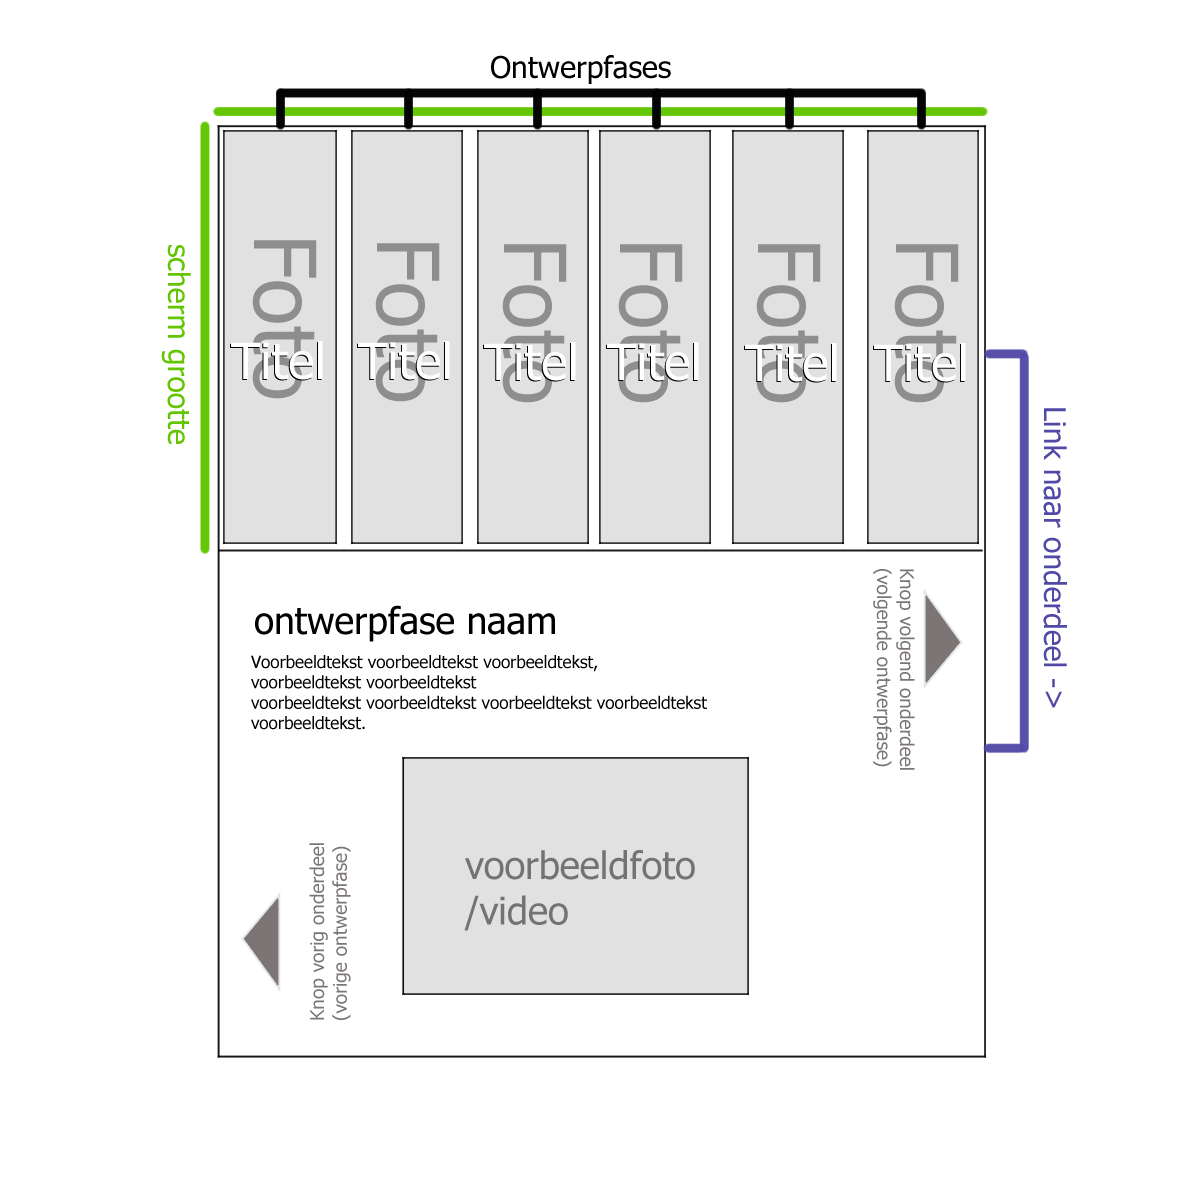 Ontwerpfases
scherm grootte
Foto
Foto
Foto
Foto
Foto
Foto
Titel
Titel
Titel
Titel
Titel
Titel
Link naar onderdeel ->
Knop volgend onderdeel
(volgende ontwerpfase)
ontwerpfase naam
Voorbeeldtekst voorbeeldtekst voorbeeldtekst,
voorbeeldtekst voorbeeldtekst
voorbeeldtekst voorbeeldtekst voorbeeldtekst voorbeeldtekst
voorbeeldtekst.
voorbeeldfoto
/video
Knop vorig onderdeel
(vorige ontwerpfase)